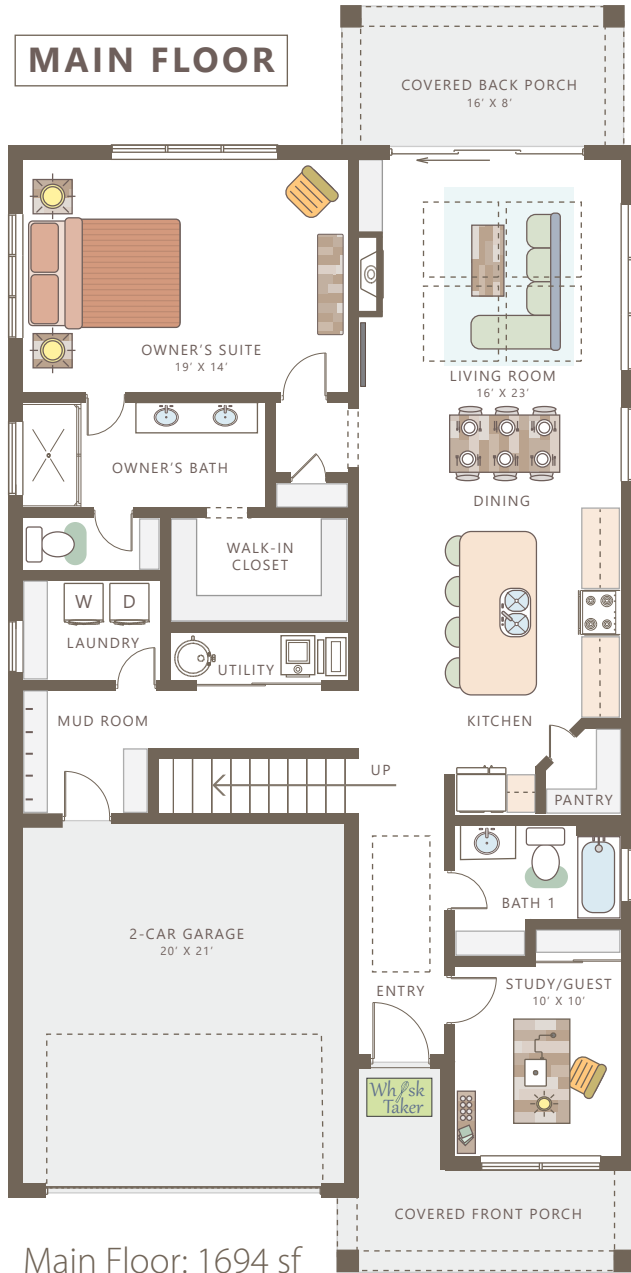 MAIN FLOOR
COVERED BACK PORCH
16' X 8'
OWNER'S SUITE
19' X 14'
LIVING ROOM
16' X 23'
OWNER'S BATH
DINING
WALK-IN
CLOSET
W D
LAUNDRY
UTILITY
MUD ROOM
KITCHEN
UP
PANTRY
BATH 1
2-CAR GARAGE
20' X 21'
STUDY/GUEST
10' X 10'
ENTRY
Whisk
Taker
COVERED FRONT PORCH
Main Floor: 1694 sf